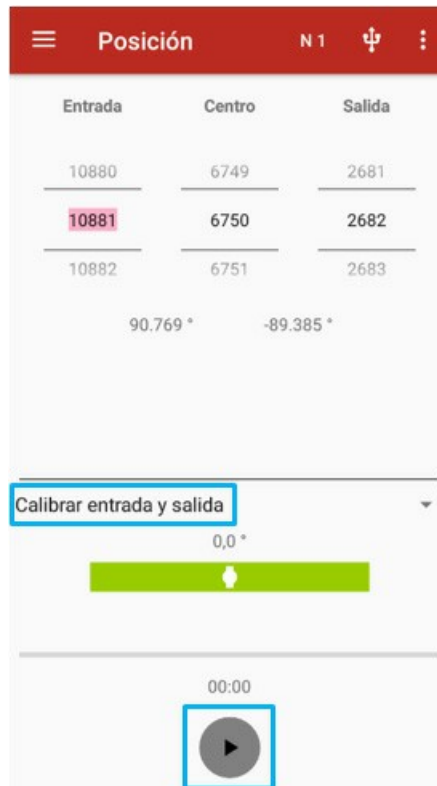 Posición N 1
Entrada Centro Salida
10880 6749 2681
10881 6750 2682
10882 6751 2683
90.769 ° -89.385 °
Calibrar entrada y salida
0,0 °
00:00